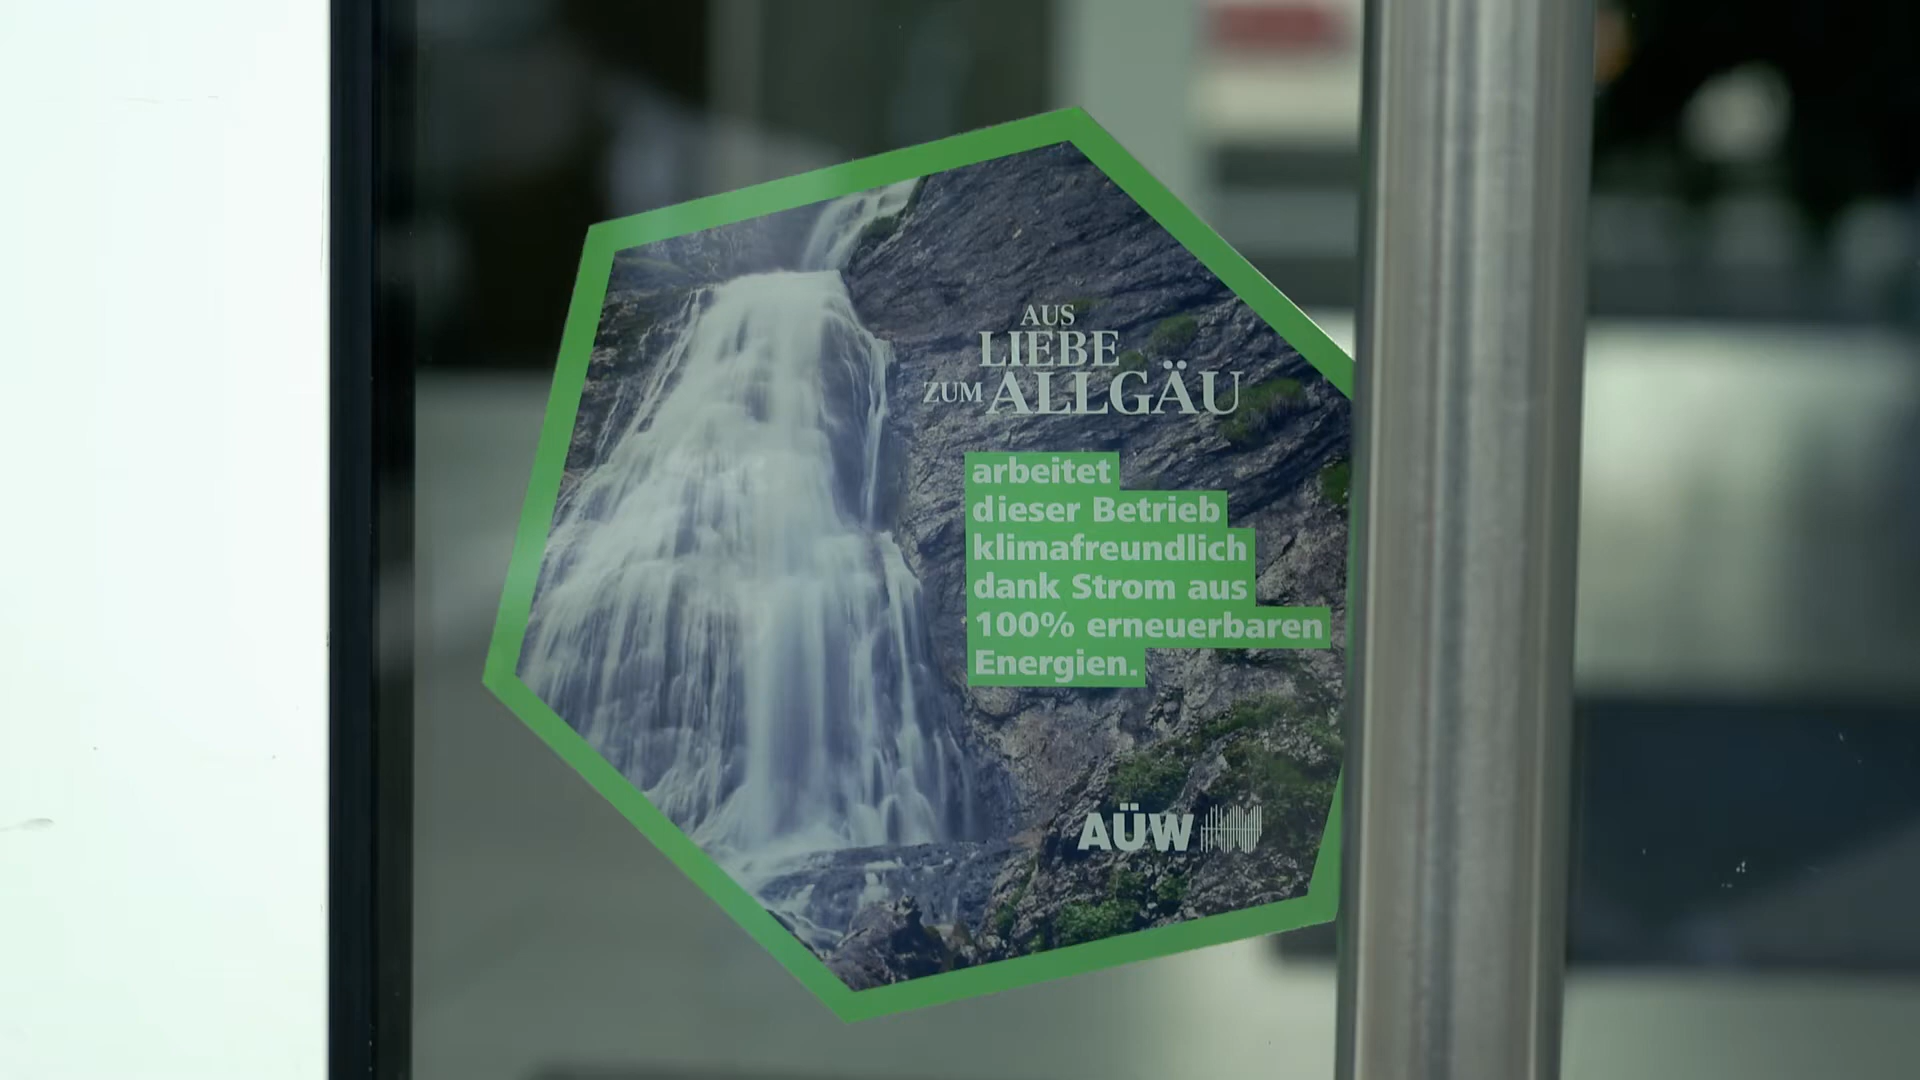 AUS
LIEBE
ZUM ALLGÄU
arbeitet
dieser Betrieb
klimafreundlich
dank Strom aus
100% erneuerbaren
Energien.
AÜW